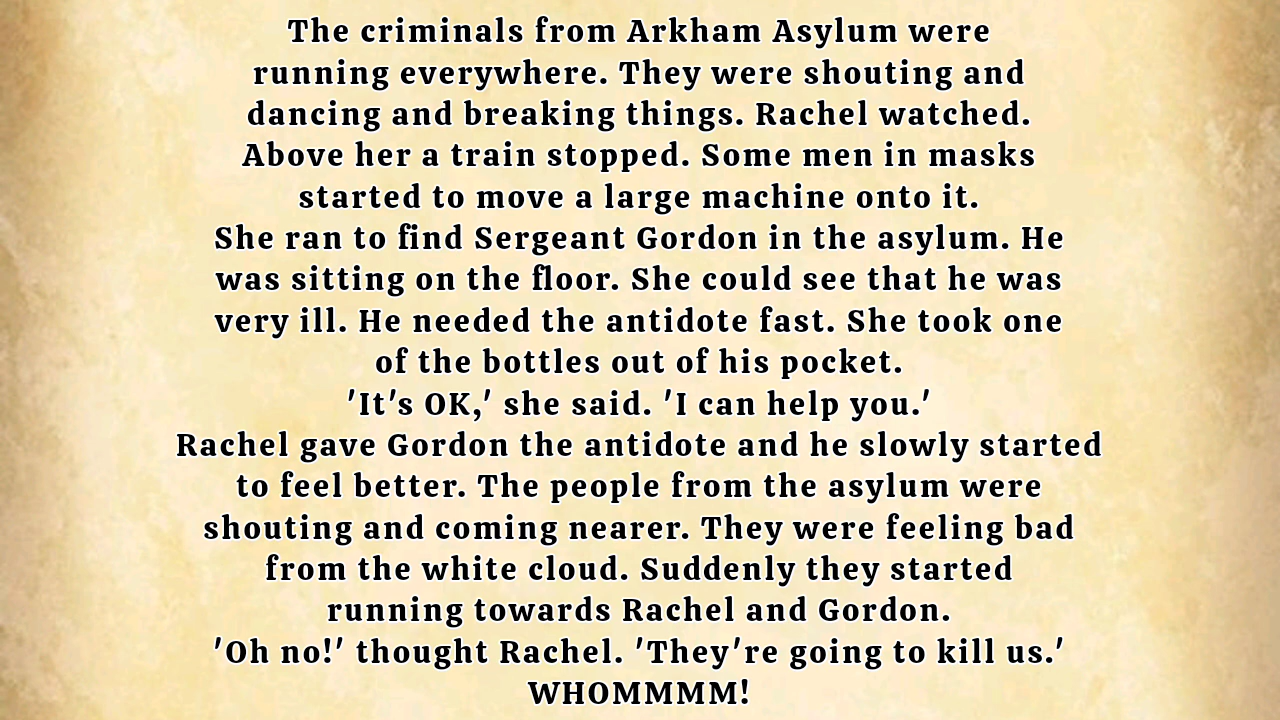 The criminals from Arkham Asylum were
running everywhere. They were shouting and
dancing and breaking things. Rachel watched.
Above her a train stopped. Some men in masks
started to move a large machine onto it.
She ran to find Sergeant Gordon in the asylum. He
was sitting on the floor. She could see that he was
very ill. He needed the antidote fast. She took one
of the bottles out of his pocket.
'It's OK,' she said. 'I can help you.'
Rachel gave Gordon the antidote and he slowly started
to feel better. The people from the asylum were
shouting and coming nearer. They were feeling bad
from the white cloud. Suddenly they started
running towards Rachel and Gordon.
'Oh no!' thought Rachel. 'They're going to kill us.'
WHOMMMM!